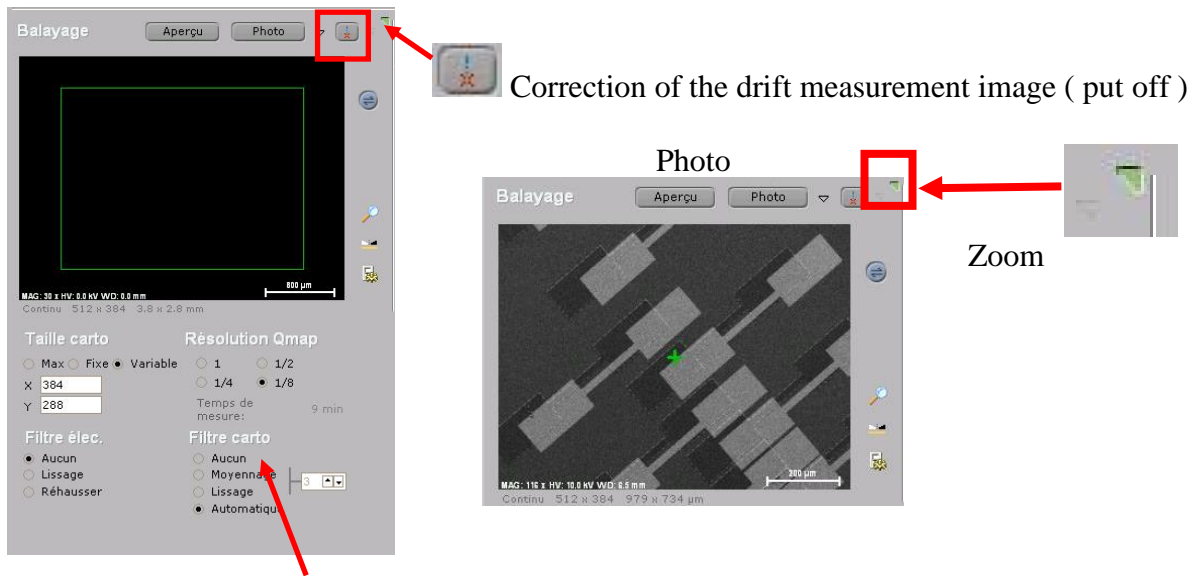 Balayage Aperçu Photo
Correction of the drift measurement image ( put off )
800 µm
MAG: 30 x HV: 0.0 kV WD: 0.0 mm
Continu 512 x 384 3.8 x 2.8 mm
Taille carto Rèsolution Qmap
Max Fixe Variable 1 1/2
X 384 1/4 1/8
Y 288 Temps de mesure: 9 min
Filtre élec. Filtre carto
Aucun Aucun
Lissage Moyennage 3
Réhausser Lissage
Automatiqu
Photo
Balayage Aperçu Photo
Zoom
300 µm
MAG: 116 x HV: 10.0 kV WD: 6.5 mm
Continu 512 x 384 979 x 734 µm